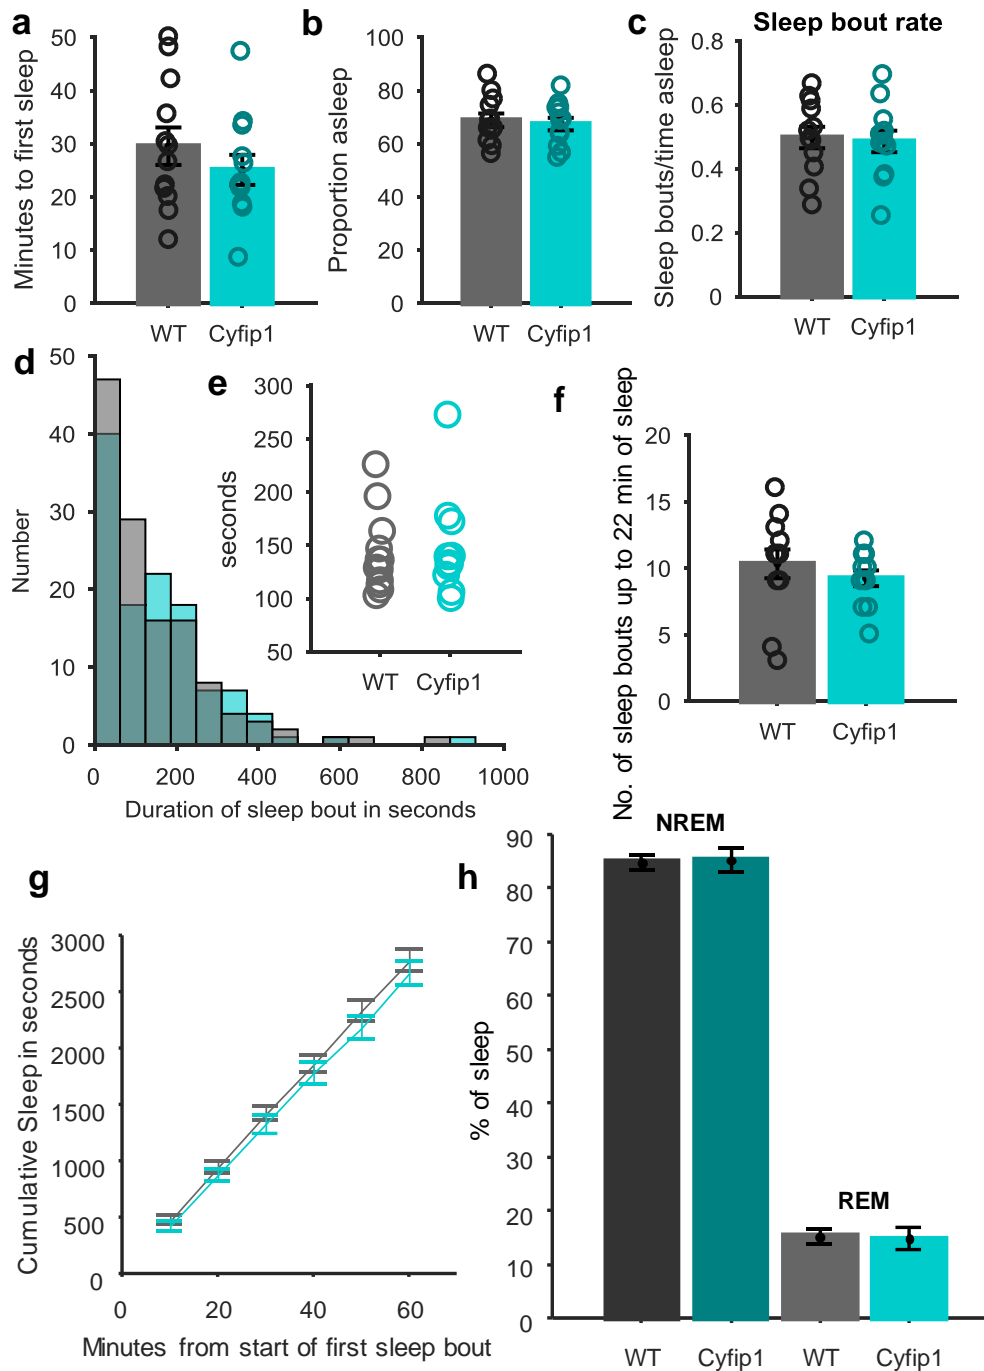 a
Minutes to first sleep
50
40
30
20
10
0
WT
Cyfip1
b
Proportion asleep
100
80
60
40
20
0
WT
Cyfip1
c
Sleep bout rate
Sleep bouts/time asleep
0.8
0.6
0.4
0.2
0
WT
Cyfip1
d
Number
50
40
30
20
10
0
0
200
400
600
800
1000
Duration of sleep bout in seconds
e
seconds
300
250
200
150
100
50
WT
Cyfip1
f
No. of sleep bouts up to 22 min of sleep
20
15
10
5
0
WT
Cyfip1
g
Cumulative Sleep in seconds
3000
2500
2000
1500
1000
500
0
0
20
40
60
Minutes from start of first sleep bout
h
% of sleep
90
80
70
60
50
40
30
20
10
0
NREM
REM
WT
Cyfip1
WT
Cyfip1